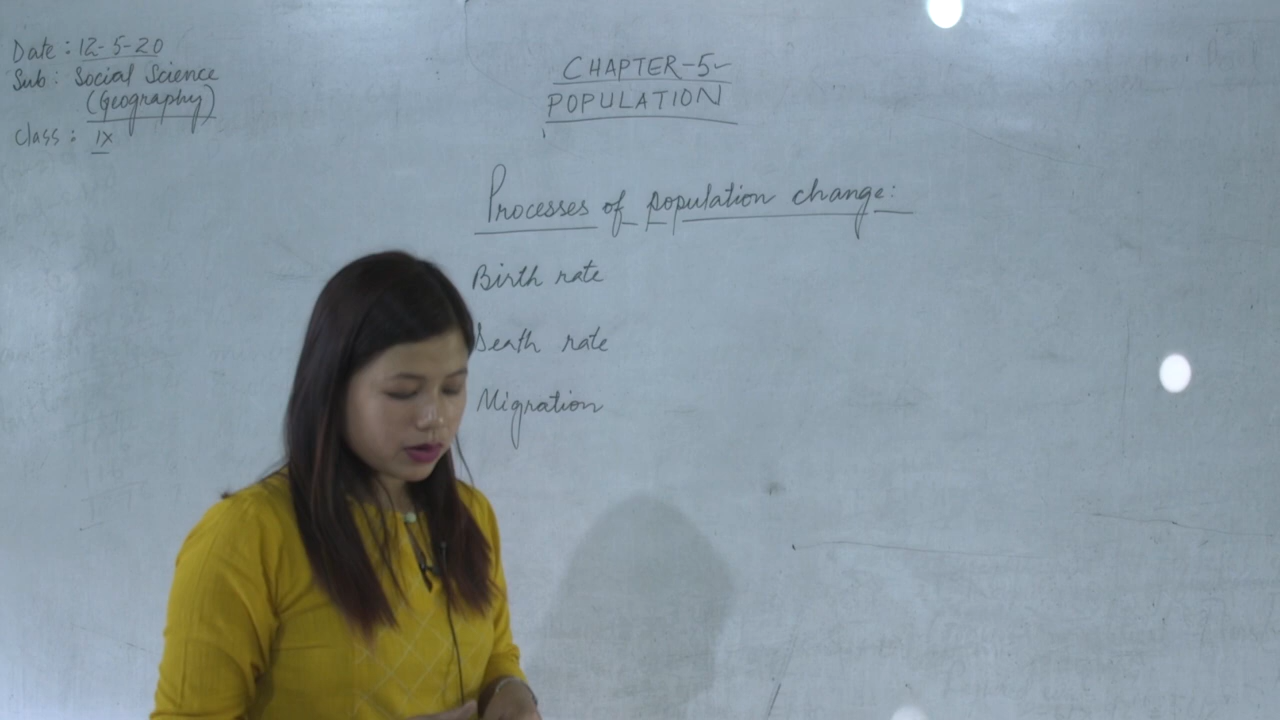 Date : 12-5-20
Sub : Social Science
(Geography)
Class : IX
CHAPTER-5
POPULATION
Processes of population change:
Birth rate
Death rate
Migration